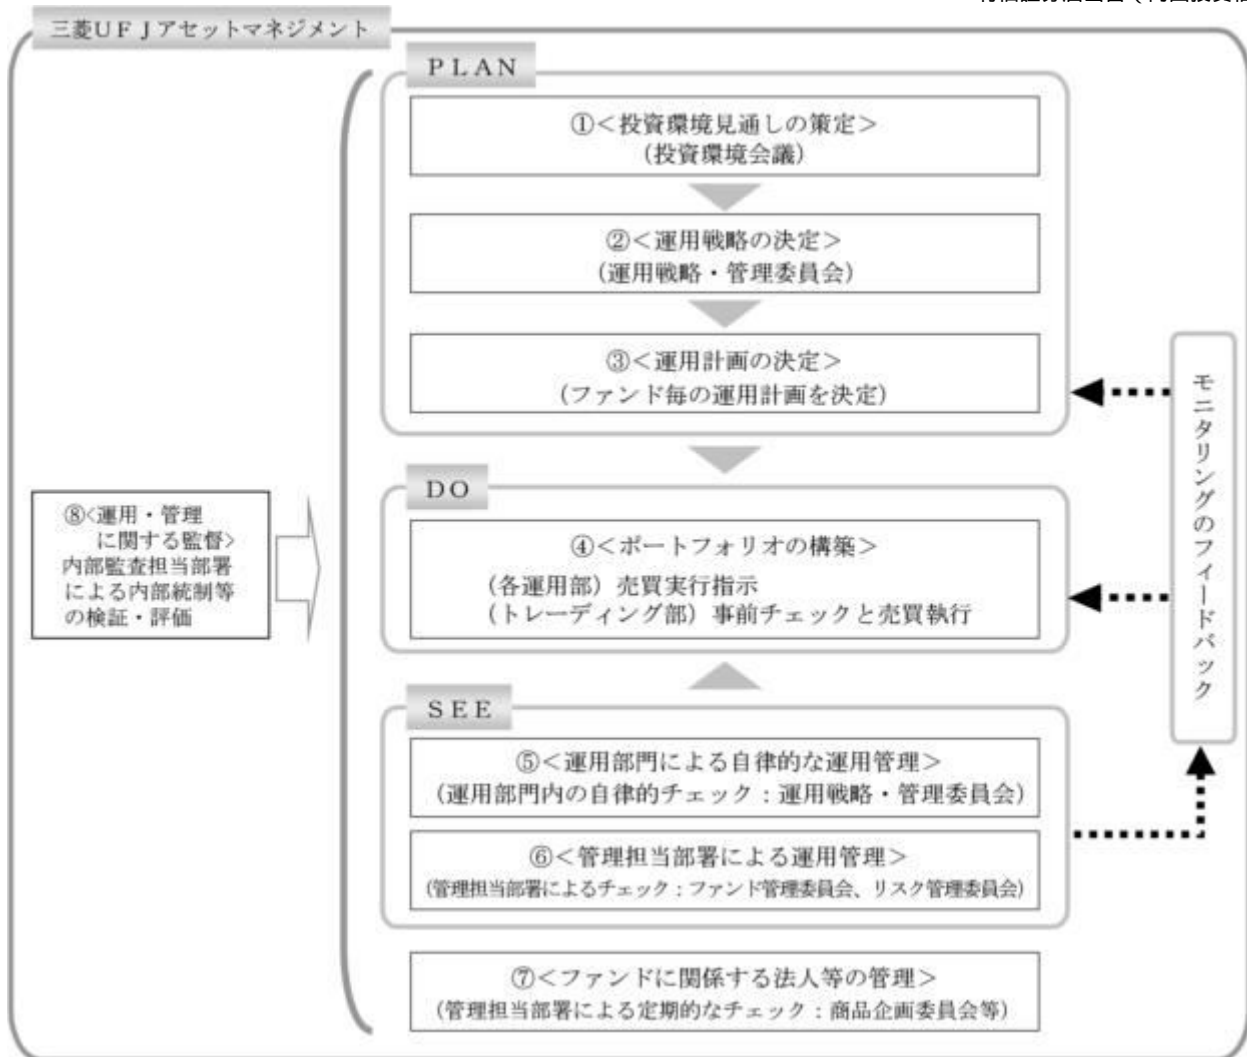 三菱ＵＦＪアセットマネジメント
ＰＬＡＮ
①＜投資環境見通しの策定＞
（投資環境会議）
②＜運用戦略の決定＞
（運用戦略・管理委員会）
③＜運用計画の決定＞
（ファンド毎の運用計画を決定）
モニタリングのフィードバック
ＤＯ
④＜ポートフォリオの構築＞
（各運用部）売買実行指示
（トレーディング部）事前チェックと売買執行
⑧<運用・管理
に関する監督>
内部監査担当部署
による内部統制等
の検証・評価
ＳＥＥ
⑤＜運用部門による自律的な運用管理＞
（運用部門内の自律的チェック：運用戦略・管理委員会）
⑥＜管理担当部署による運用管理＞
（管理担当部署によるチェック：ファンド管理委員会、リスク管理委員会）
⑦＜ファンドに関係する法人等の管理＞
（管理担当部署による定期的なチェック：商品企画委員会等）